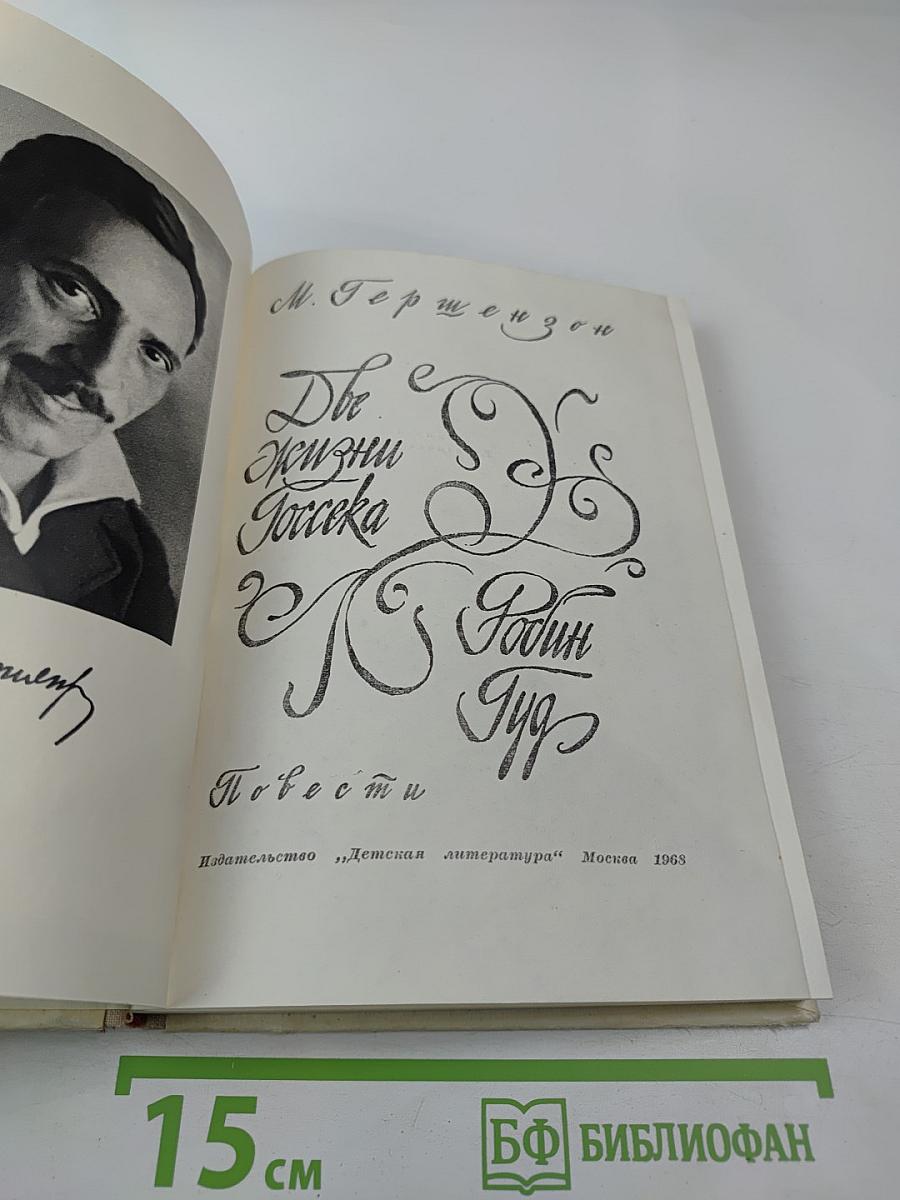 М. Гершензон
Две
жизни
Госсека
Робин
Гуд
Повести
Издательство „Детская литература“ Москва 1968
15 см
БФ БИБЛИОФАН